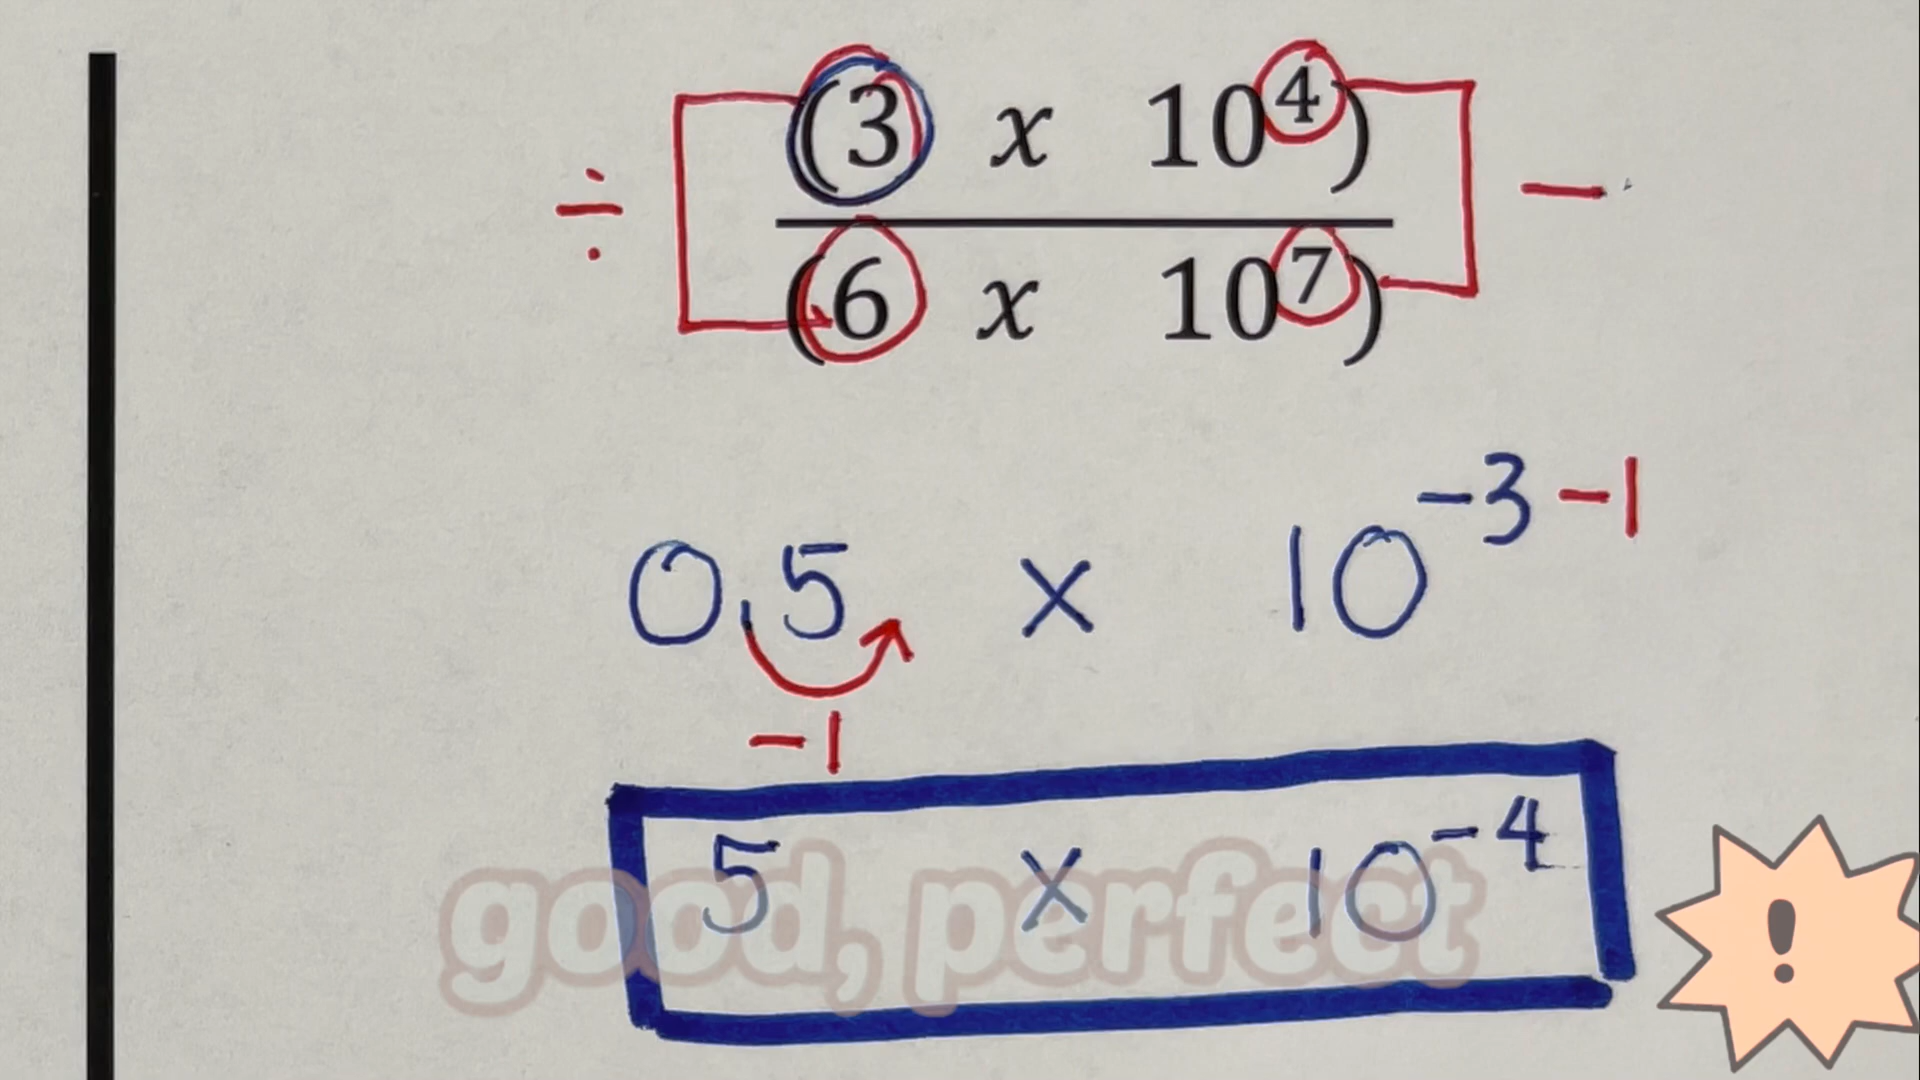 (3 x 10⁴)
÷ —
(6 x 10⁷)
0.5 x 10⁻³ ⁻¹
-1
5 x 10⁻⁴
good, perfect
!